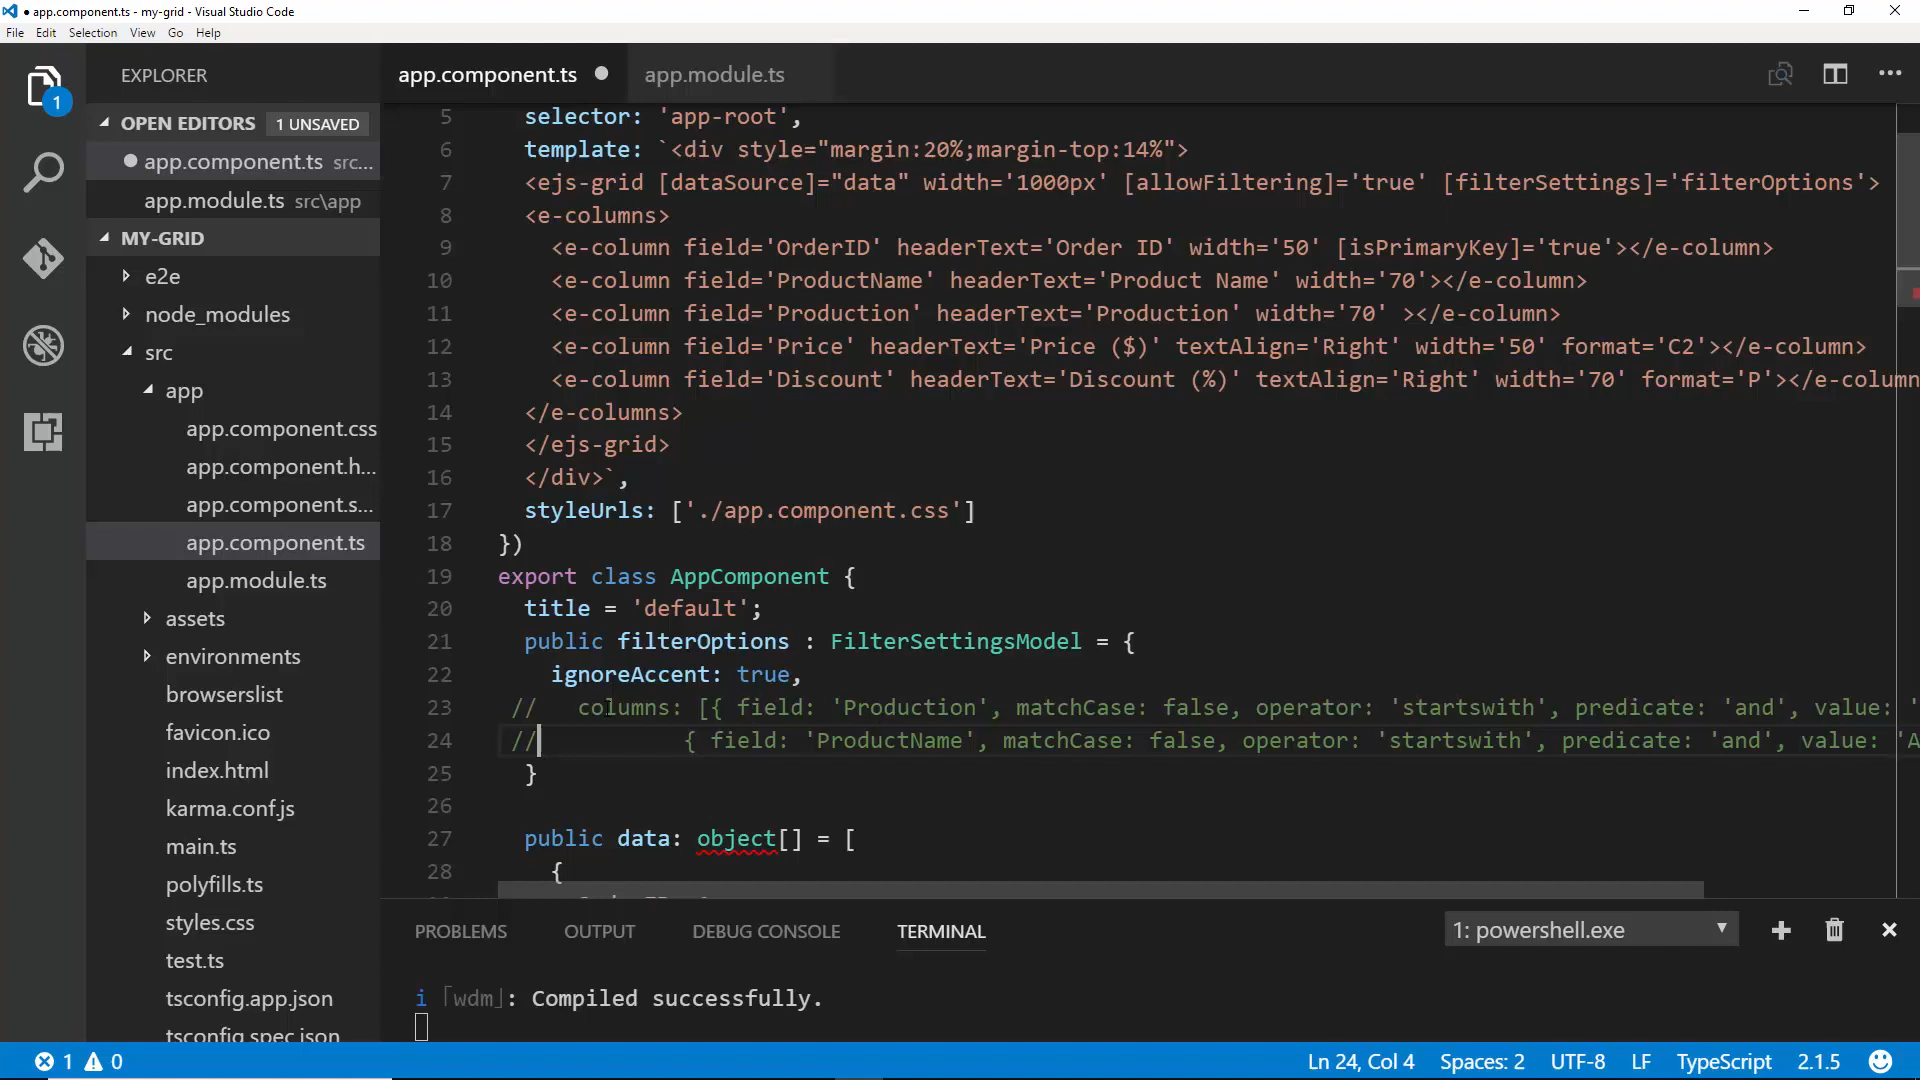 ● app.component.ts - my-grid - Visual Studio Code
File Edit Selection View Go Help
EXPLORER
app.component.ts
app.module.ts
1
OPEN EDITORS 1 UNSAVED
app.component.ts src...
app.module.ts src\app
MY-GRID
e2e
node_modules
src
app
app.component.css
app.component.h...
app.component.s...
app.component.ts
app.module.ts
assets
environments
browserslist
favicon.ico
index.html
karma.conf.js
main.ts
polyfills.ts
styles.css
test.ts
tsconfig.app.json
tsconfig.spec.json
5 selector: 'app-root',
6 template: `<div style="margin:20%;margin-top:14%">
7 <ejs-grid [dataSource]="data" width='1000px' [allowFiltering]='true' [filterSettings]='filterOptions'>
8 <e-columns>
9 <e-column field='OrderID' headerText='Order ID' width='50' [isPrimaryKey]='true'></e-column>
10 <e-column field='ProductName' headerText='Product Name' width='70'></e-column>
11 <e-column field='Production' headerText='Production' width='70' ></e-column>
12 <e-column field='Price' headerText='Price ($)' textAlign='Right' width='50' format='C2'></e-column>
13 <e-column field='Discount' headerText='Discount (%)' textAlign='Right' width='70' format='P'></e-column
14 </e-columns>
15 </ejs-grid>
16 </div>`,
17 styleUrls: ['./app.component.css']
18 })
19 export class AppComponent {
20 title = 'default';
21 public filterOptions : FilterSettingsModel = {
22 ignoreAccent: true,
23 // columns: [{ field: 'Production', matchCase: false, operator: 'startswith', predicate: 'and', value: '
24 // { field: 'ProductName', matchCase: false, operator: 'startswith', predicate: 'and', value: 'A
25 }
26
27 public data: object[] = [
28 {
PROBLEMS OUTPUT DEBUG CONSOLE TERMINAL 1: powershell.exe
i ｢wdm｣: Compiled successfully.
1 0 Ln 24, Col 4 Spaces: 2 UTF-8 LF TypeScript 2.1.5